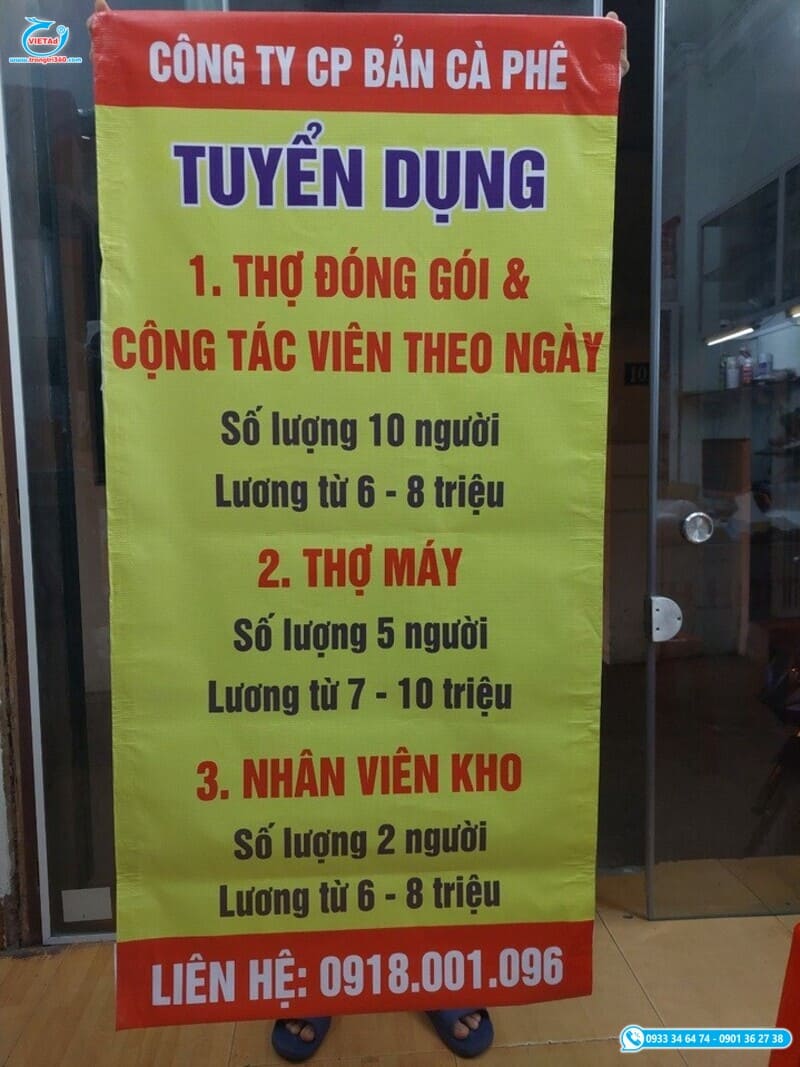 VIETAd
www.trangtri360.com
CÔNG TY CP BẢN CÀ PHÊ
TUYỂN DỤNG
1. THỢ ĐÓNG GÓI &
CỘNG TÁC VIÊN THEO NGÀY
Số lượng 10 người
Lương từ 6 - 8 triệu
2. THỢ MÁY
Số lượng 5 người
Lương từ 7 - 10 triệu
3. NHÂN VIÊN KHO
Số lượng 2 người
Lương từ 6 - 8 triệu
LIÊN HỆ: 0918.001.096
0933 34 64 74 - 0901 36 27 38